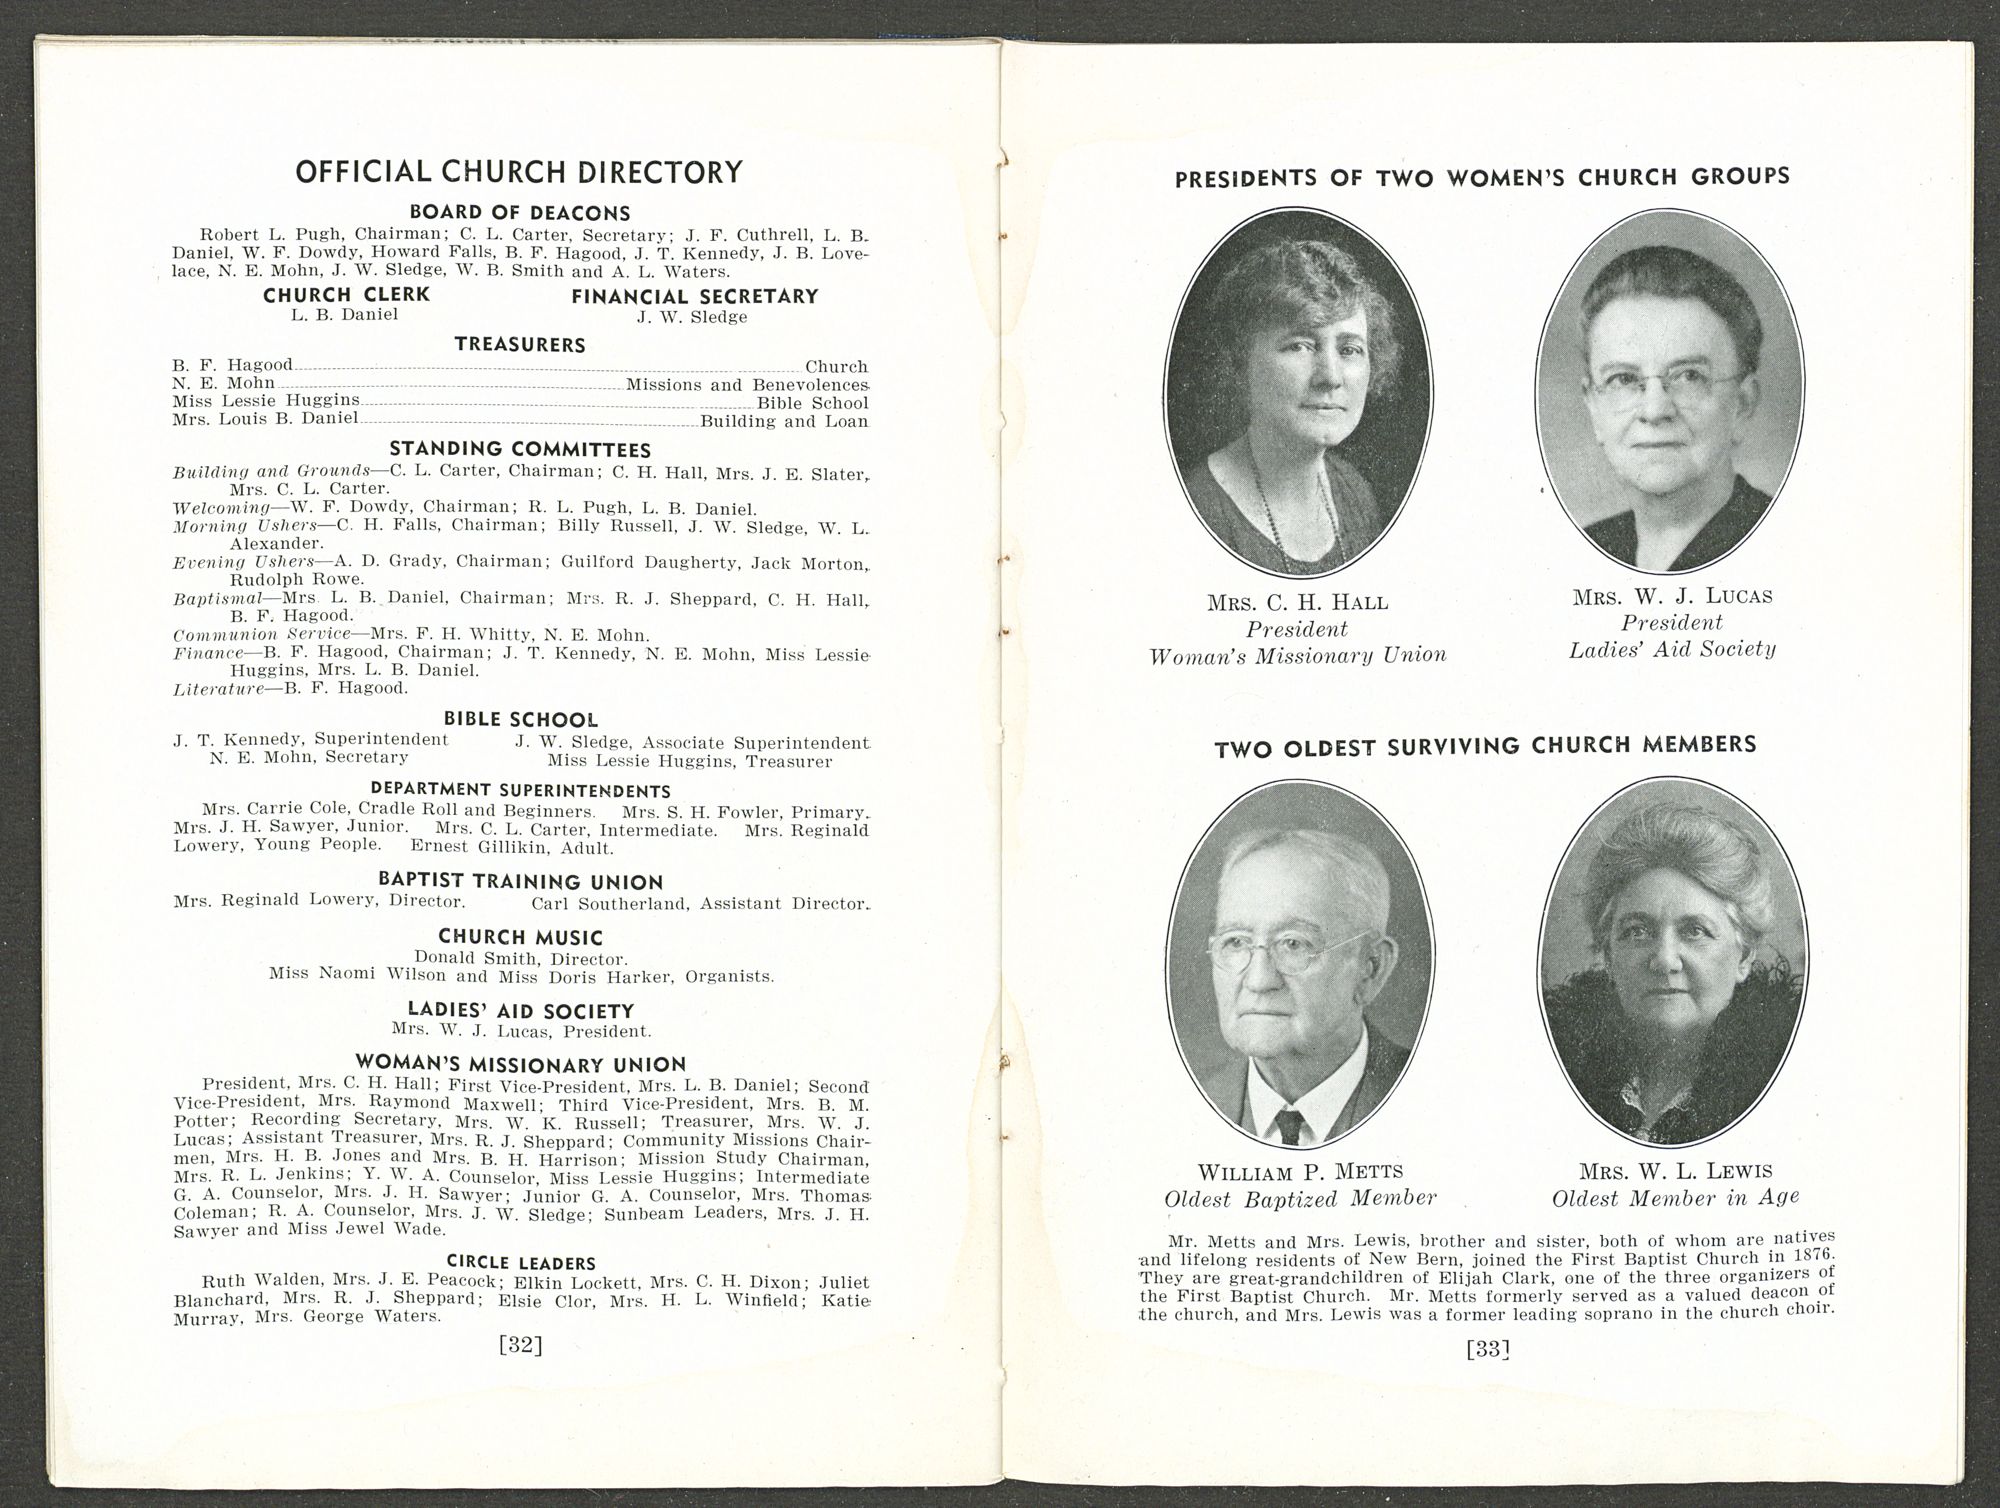 OFFICIAL CHURCH DIRECTORY
BOARD OF DEACONS
Robert L. Pugh, Chairman; C. L. Carter, Secretary; J. F. Cuthrell, L. B.
Daniel, W. F. Dowdy, Howard Falls, B. F. Hagood, J. T. Kennedy, J. B. Love-
lace, N. E. Mohn, J. W. Sledge, W. B. Smith and A. L. Waters.
CHURCH CLERK
L. B. Daniel
FINANCIAL SECRETARY
J. W. Sledge
TREASURERS
B. F. Hagood Church
N. E. Mohn Missions and Benevolences
Miss Lessie Huggins Bible School
Mrs. Louis B. Daniel Building and Loan
STANDING COMMITTEES
Building and Grounds—C. L. Carter, Chairman; C. H. Hall, Mrs. J. E. Slater,
Mrs. C. L. Carter.
Welcoming—W. F. Dowdy, Chairman; R. L. Pugh, L. B. Daniel.
Morning Ushers—C. H. Falls, Chairman; Billy Russell, J. W. Sledge, W. L.
Alexander.
Evening Ushers—A. D. Grady, Chairman; Guilford Daugherty, Jack Morton,
Rudolph Rowe.
Baptismal—Mrs. L. B. Daniel, Chairman; Mrs. R. J. Sheppard, C. H. Hall,
B. F. Hagood.
Communion Service—Mrs. F. H. Whitty, N. E. Mohn.
Finance—B. F. Hagood, Chairman; J. T. Kennedy, N. E. Mohn, Miss Lessie
Huggins, Mrs. L. B. Daniel.
Literature—B. F. Hagood.
BIBLE SCHOOL
J. T. Kennedy, Superintendent J. W. Sledge, Associate Superintendent
N. E. Mohn, Secretary Miss Lessie Huggins, Treasurer
DEPARTMENT SUPERINTENDENTS
Mrs. Carrie Cole, Cradle Roll and Beginners. Mrs. S. H. Fowler, Primary.
Mrs. J. H. Sawyer, Junior. Mrs. C. L. Carter, Intermediate. Mrs. Reginald
Lowery, Young People. Ernest Gillikin, Adult.
BAPTIST TRAINING UNION
Mrs. Reginald Lowery, Director. Carl Southerland, Assistant Director.
CHURCH MUSIC
Donald Smith, Director.
Miss Naomi Wilson and Miss Doris Harker, Organists.
LADIES' AID SOCIETY
Mrs. W. J. Lucas, President.
WOMAN'S MISSIONARY UNION
President, Mrs. C. H. Hall; First Vice-President, Mrs. L. B. Daniel; Second
Vice-President, Mrs. Raymond Maxwell; Third Vice-President, Mrs. B. M.
Potter; Recording Secretary, Mrs. W. K. Russell; Treasurer, Mrs. W. J.
Lucas; Assistant Treasurer, Mrs. R. J. Sheppard; Community Missions Chair-
men, Mrs. H. B. Jones and Mrs. B. H. Harrison; Mission Study Chairman,
Mrs. R. L. Jenkins; Y. W. A. Counselor, Miss Lessie Huggins; Intermediate
G. A. Counselor, Mrs. J. H. Sawyer; Junior G. A. Counselor, Mrs. Thomas
Coleman; R. A. Counselor, Mrs. J. W. Sledge; Sunbeam Leaders, Mrs. J. H.
Sawyer and Miss Jewel Wade.
CIRCLE LEADERS
Ruth Walden, Mrs. J. E. Peacock; Elkin Lockett, Mrs. C. H. Dixon; Juliet
Blanchard, Mrs. R. J. Sheppard; Elsie Clor, Mrs. H. L. Winfield; Katie
Murray, Mrs. George Waters.
[32]
PRESIDENTS OF TWO WOMEN'S CHURCH GROUPS
MRS. C. H. HALL
President
Woman's Missionary Union
MRS. W. J. LUCAS
President
Ladies' Aid Society
TWO OLDEST SURVIVING CHURCH MEMBERS
WILLIAM P. METTS
Oldest Baptized Member
MRS. W. L. LEWIS
Oldest Member in Age
Mr. Metts and Mrs. Lewis, brother and sister, both of whom are natives
and lifelong residents of New Bern, joined the First Baptist Church in 1876.
They are great-grandchildren of Elijah Clark, one of the three organizers of
the First Baptist Church. Mr. Metts formerly served as a valued deacon of
the church, and Mrs. Lewis was a former leading soprano in the church choir.
[33]